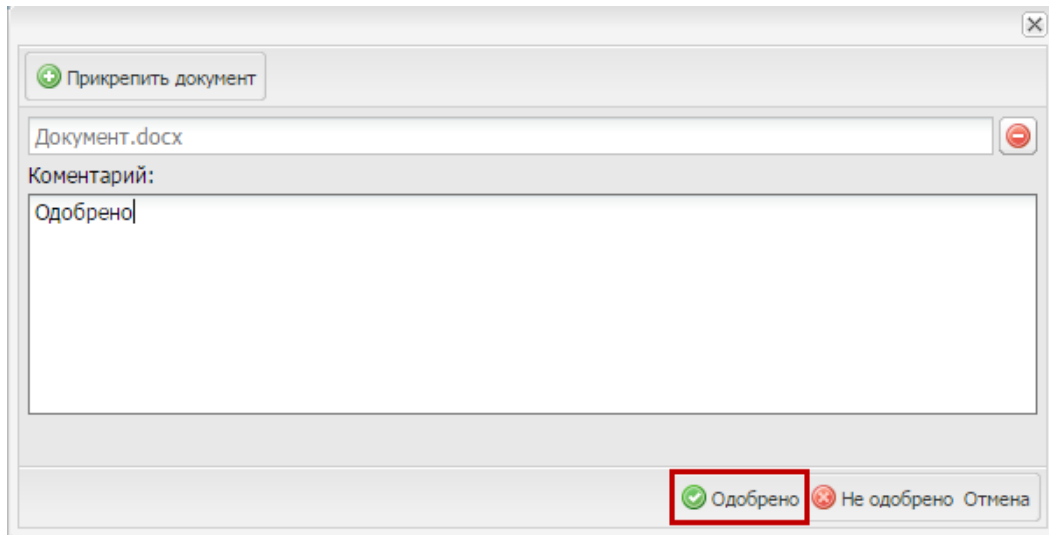 Прикрепить документ
Документ.docx
Коментарий:
Одобрено
Одобрено Не одобрено Отмена